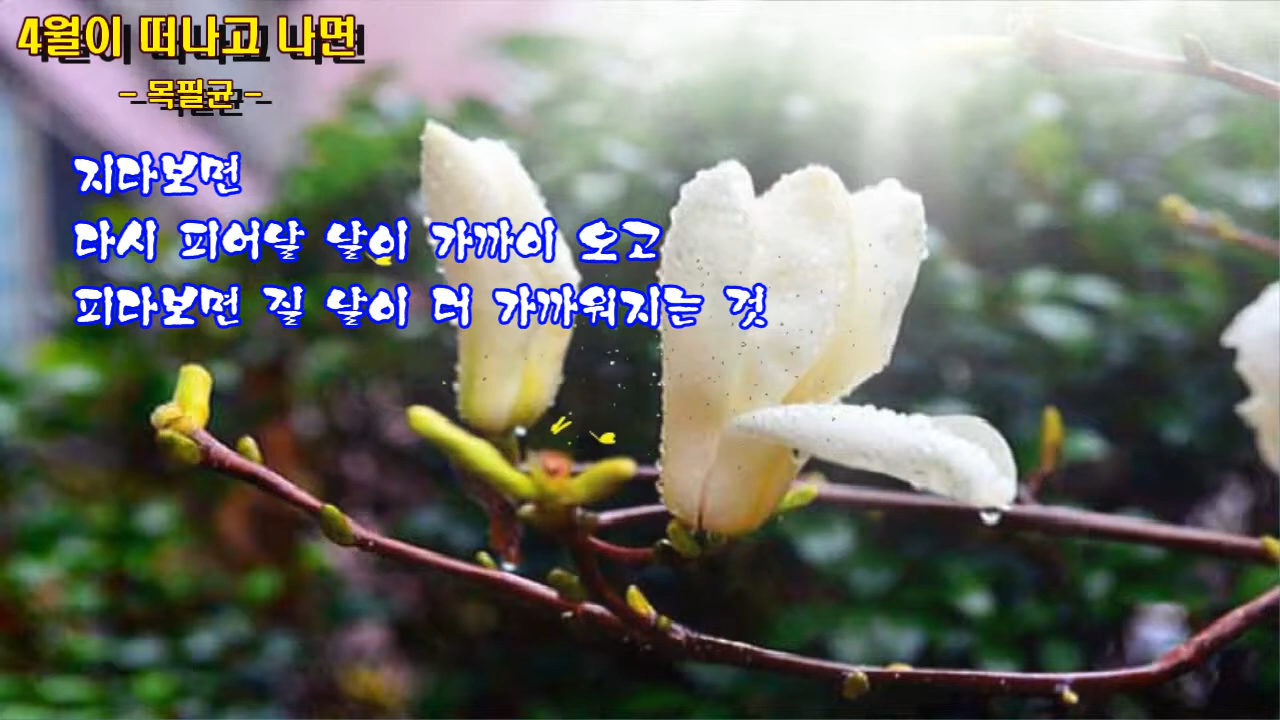 4월이 떠나고 나면
- 목필균 -
지다보면
다시 피어날 날이 가까이 오고
피다보면 질 날이 더 가까워지는 것